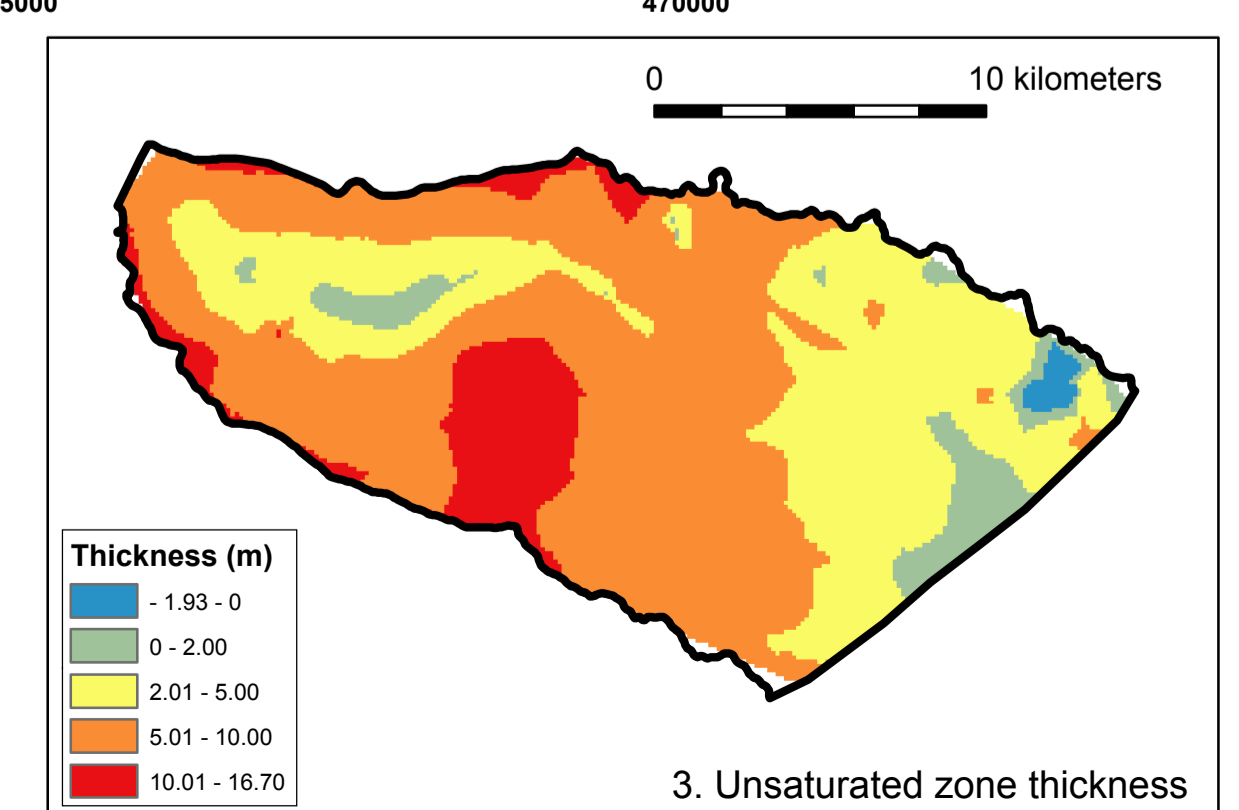 5000 470000
0 10 kilometers
Thickness (m)
- 1.93 - 0
0 - 2.00
2.01 - 5.00
5.01 - 10.00
10.01 - 16.70
3. Unsaturated zone thickness